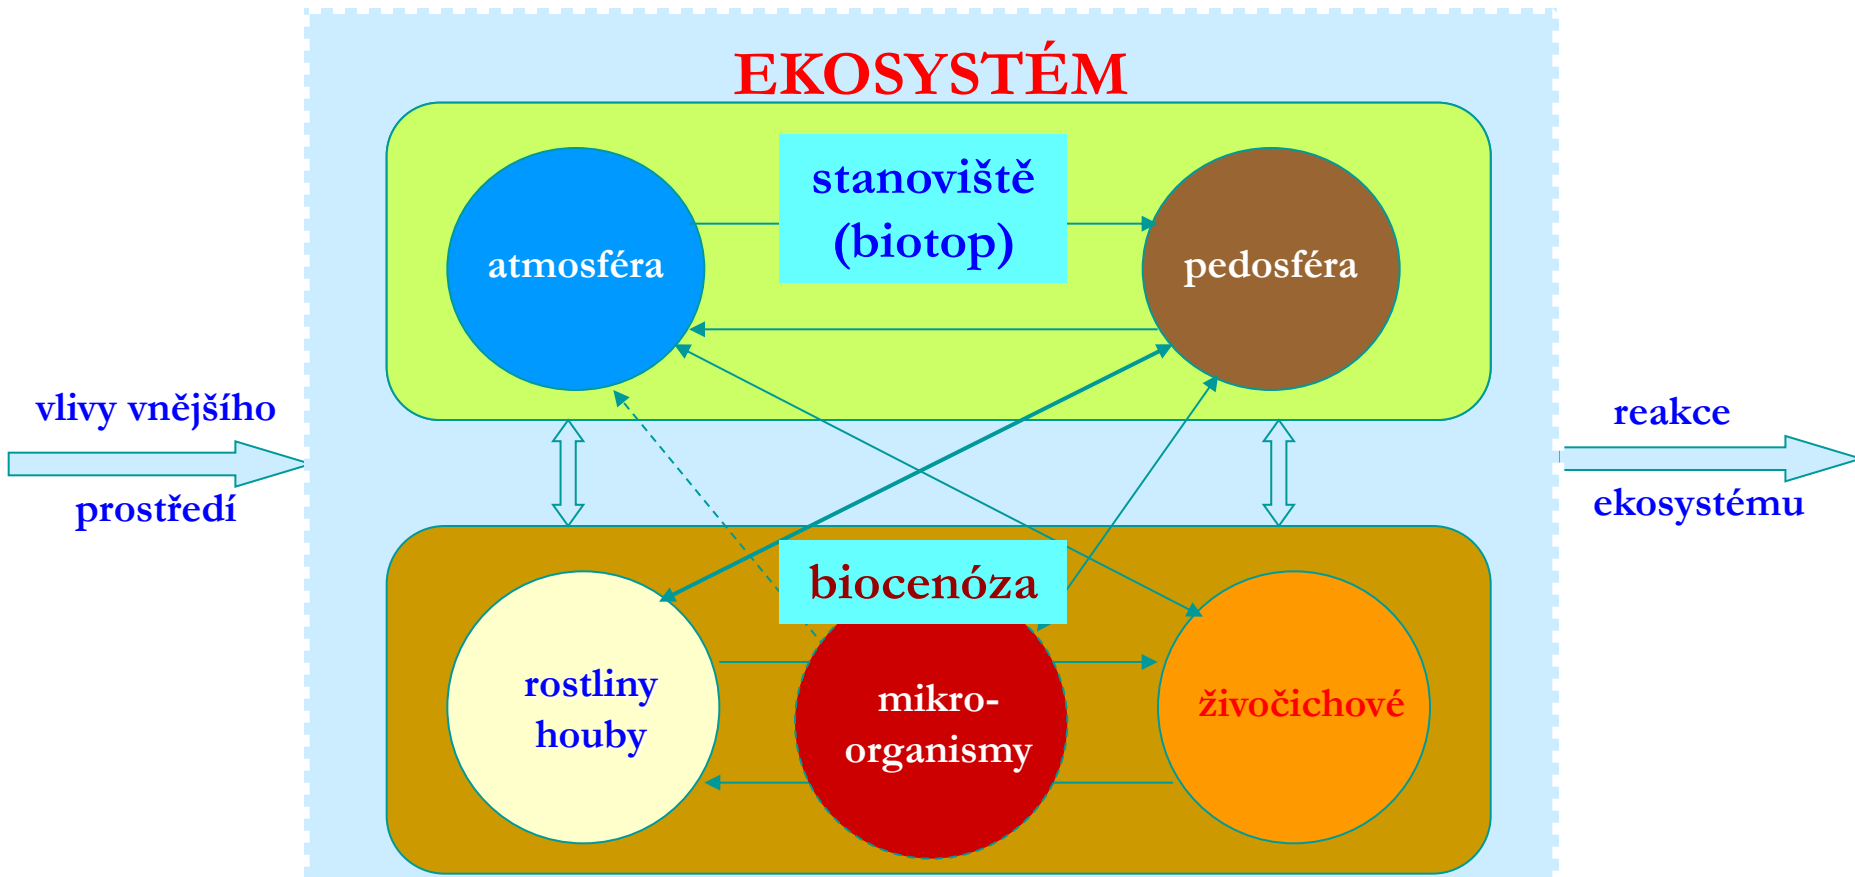 EKOSYSTÉM
stanoviště
(biotop)
atmosféra
pedosféra
vlivy vnějšího
prostředí
reakce
ekosystému
biocenóza
rostliny
houby
mikro-
organismy
živočichové